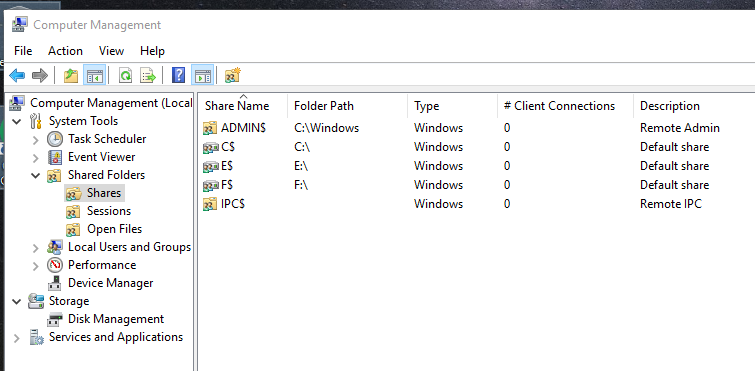 Computer Management
File Action View Help
Computer Management (Local
System Tools
Task Scheduler
Event Viewer
Shared Folders
Shares
Sessions
Open Files
Local Users and Groups
Performance
Device Manager
Storage
Disk Management
Services and Applications
Share Name Folder Path Type # Client Connections Description
ADMIN$ C:\Windows Windows 0 Remote Admin
C$ C:\ Windows 0 Default share
E$ E:\ Windows 0 Default share
F$ F:\ Windows 0 Default share
IPC$ Windows 0 Remote IPC